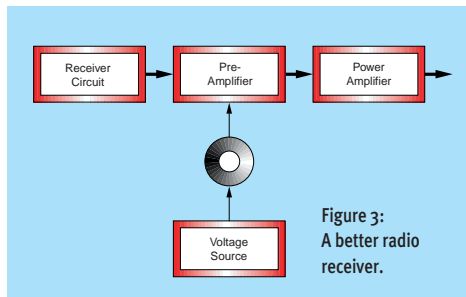 Receiver
Circuit
Pre-
Amplifier
Power
Amplifier
Voltage
Source
Figure 3:
A better radio
receiver.